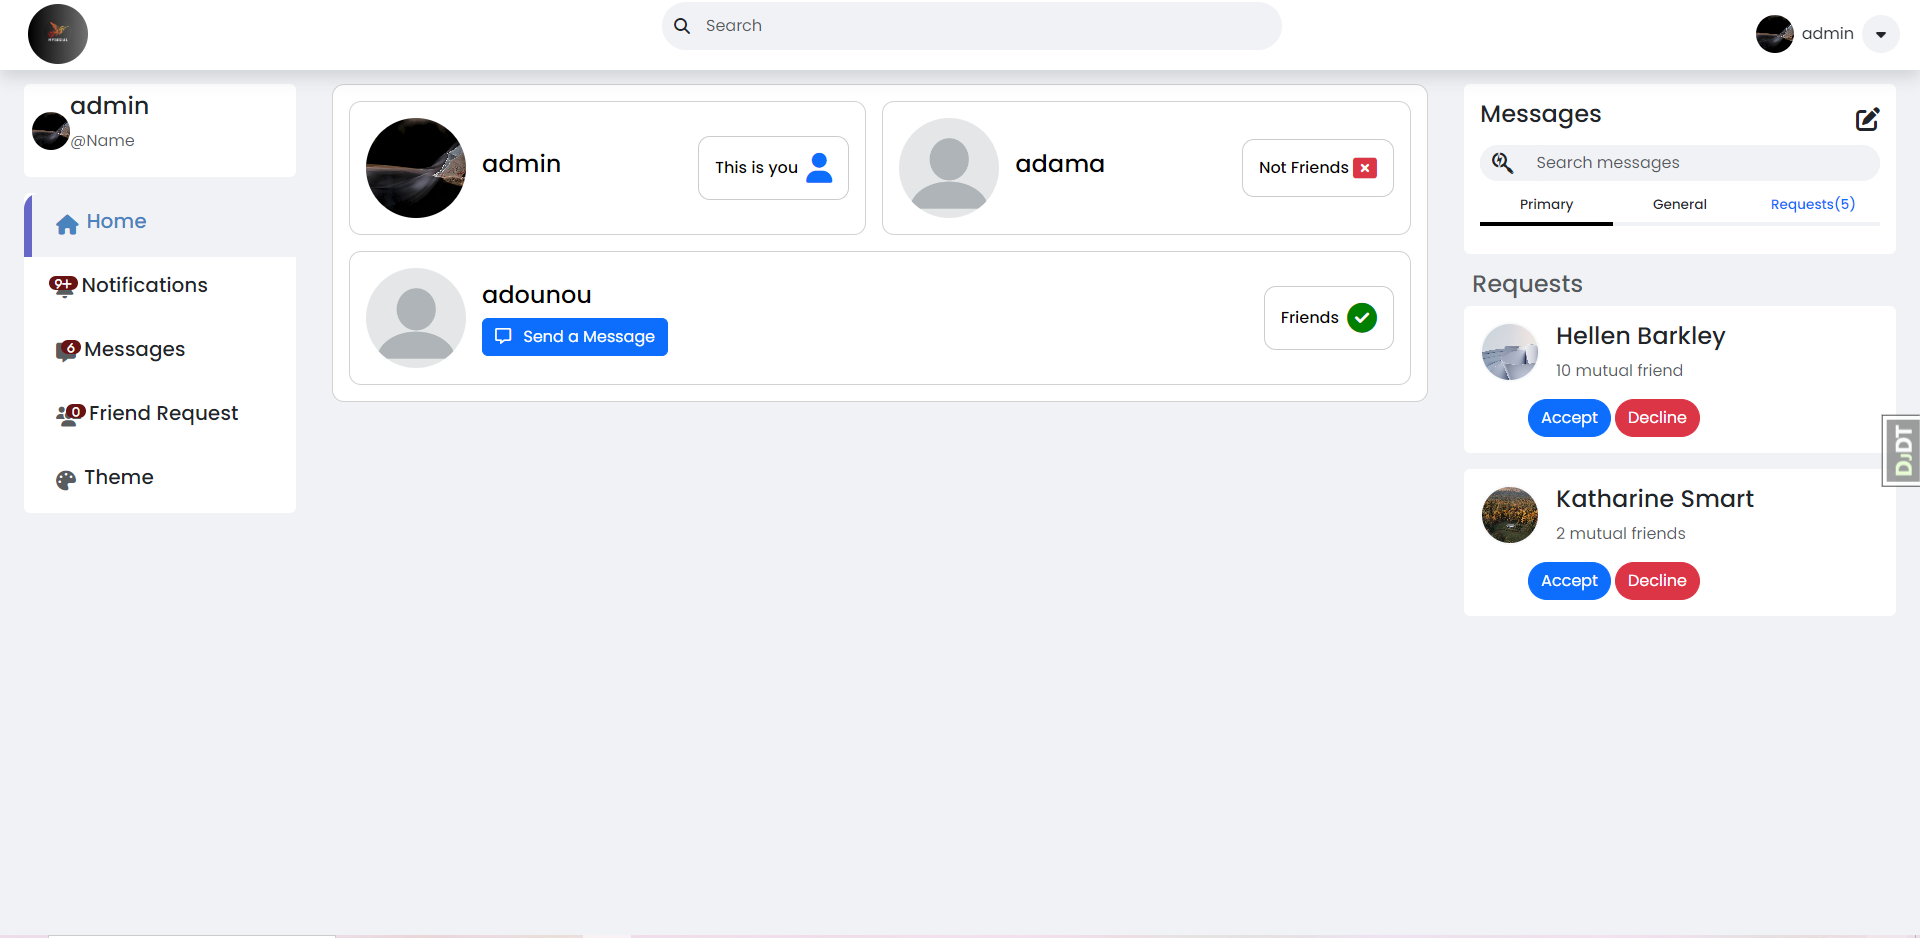 Search
admin
admin
@Name
Home
9+ Notifications
6 Messages
0 Friend Request
Theme
admin
This is you
adama
Not Friends
adounou
Send a Message
Friends
Messages
Search messages
Primary General Requests(5)
Requests
Hellen Barkley
10 mutual friend
Accept Decline
Katharine Smart
2 mutual friends
Accept Decline
DJDT